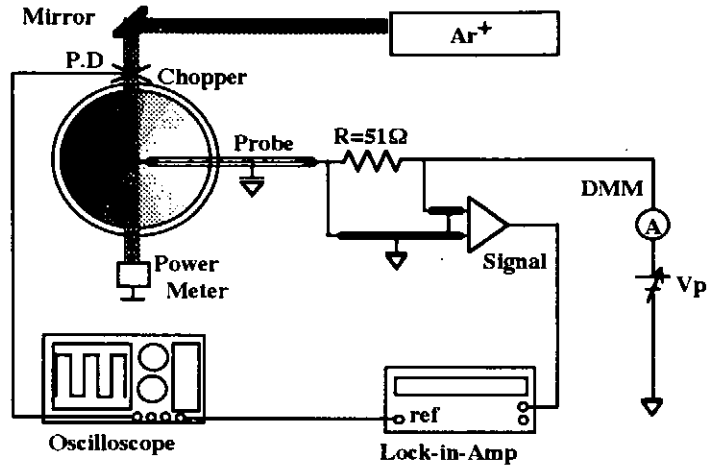 Mirror
Ar+
P.D
Chopper
R=51Ω
Probe
DMM
A
Signal
Power
Meter
Vp
ref
Oscilloscope
Lock-in-Amp